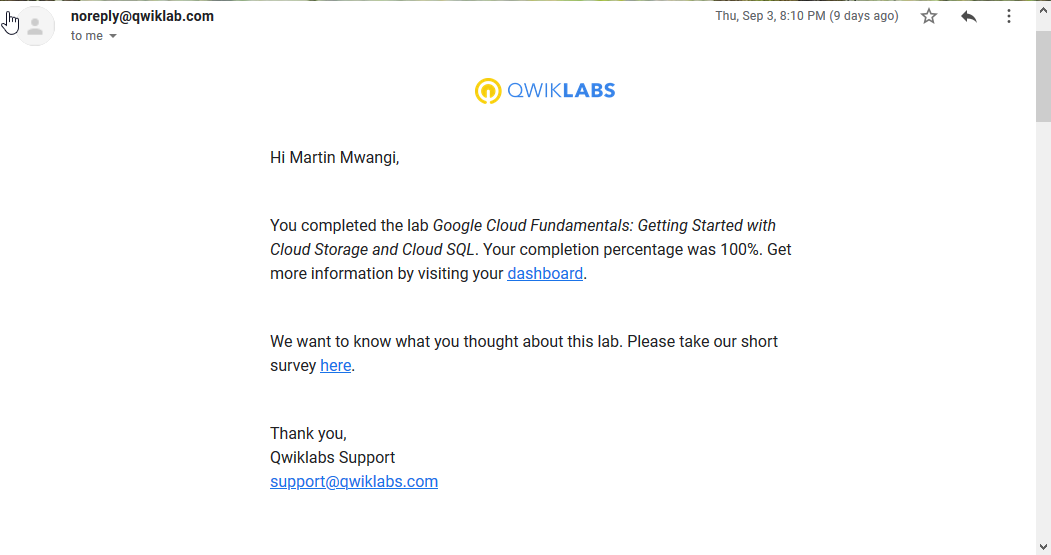 noreply@qwiklab.com
Thu, Sep 3, 8:10 PM (9 days ago)
to me
QWIKLABS
Hi Martin Mwangi,
You completed the lab Google Cloud Fundamentals: Getting Started with
Cloud Storage and Cloud SQL. Your completion percentage was 100%. Get
more information by visiting your dashboard.
We want to know what you thought about this lab. Please take our short
survey here.
Thank you,
Qwiklabs Support
support@qwiklabs.com